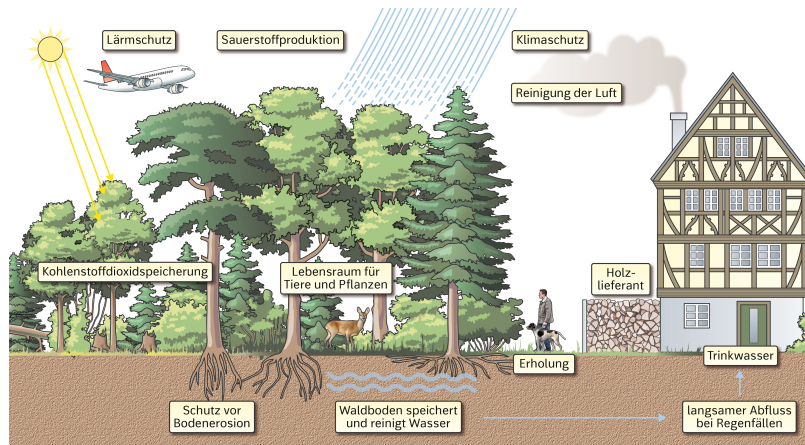 Lärmschutz
Sauerstoffproduktion
Klimaschutz
Reinigung der Luft
Kohlenstoffdioxidspeicherung
Lebensraum für
Tiere und Pflanzen
Holz-
lieferant
Erholung
Trinkwasser
Schutz vor
Bodenerosion
Waldboden speichert
und reinigt Wasser
langsamer Abfluss
bei Regenfällen